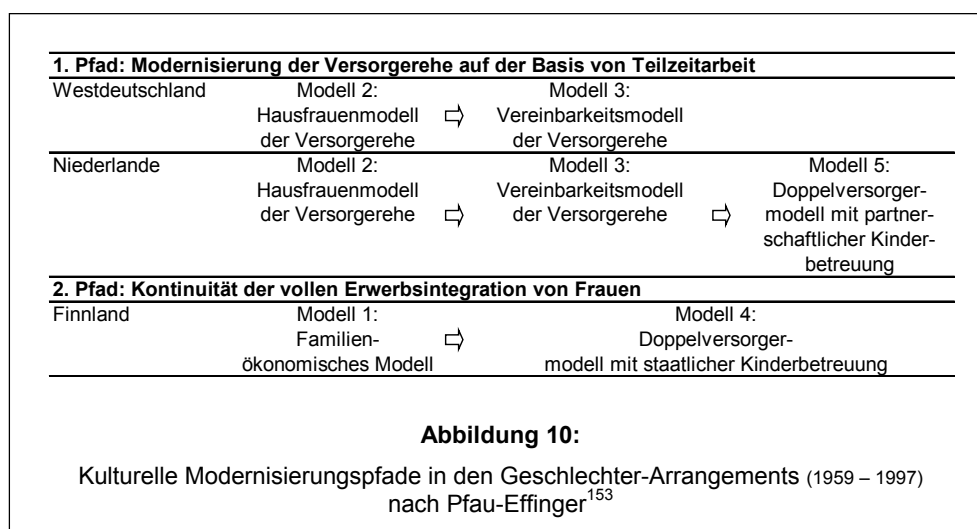 1. Pfad: Modernisierung der Versorgerehe auf der Basis von Teilzeitarbeit
Westdeutschland Modell 2: Modell 3:
Hausfrauenmodell ⇨ Vereinbarkeitsmodell
der Versorgerehe der Versorgerehe
Niederlande Modell 2: Modell 3: Modell 5:
Hausfrauenmodell Vereinbarkeitsmodell Doppelversorger-
der Versorgerehe ⇨ der Versorgerehe ⇨ modell mit partner-
schaftlicher Kinder-
betreuung
2. Pfad: Kontinuität der vollen Erwerbsintegration von Frauen
Finnland Modell 1: Modell 4:
Familien- ⇨ Doppelversorger-
ökonomisches Modell modell mit staatlicher Kinderbetreuung
Abbildung 10:
Kulturelle Modernisierungspfade in den Geschlechter-Arrangements (1959 – 1997)
nach Pfau-Effinger153